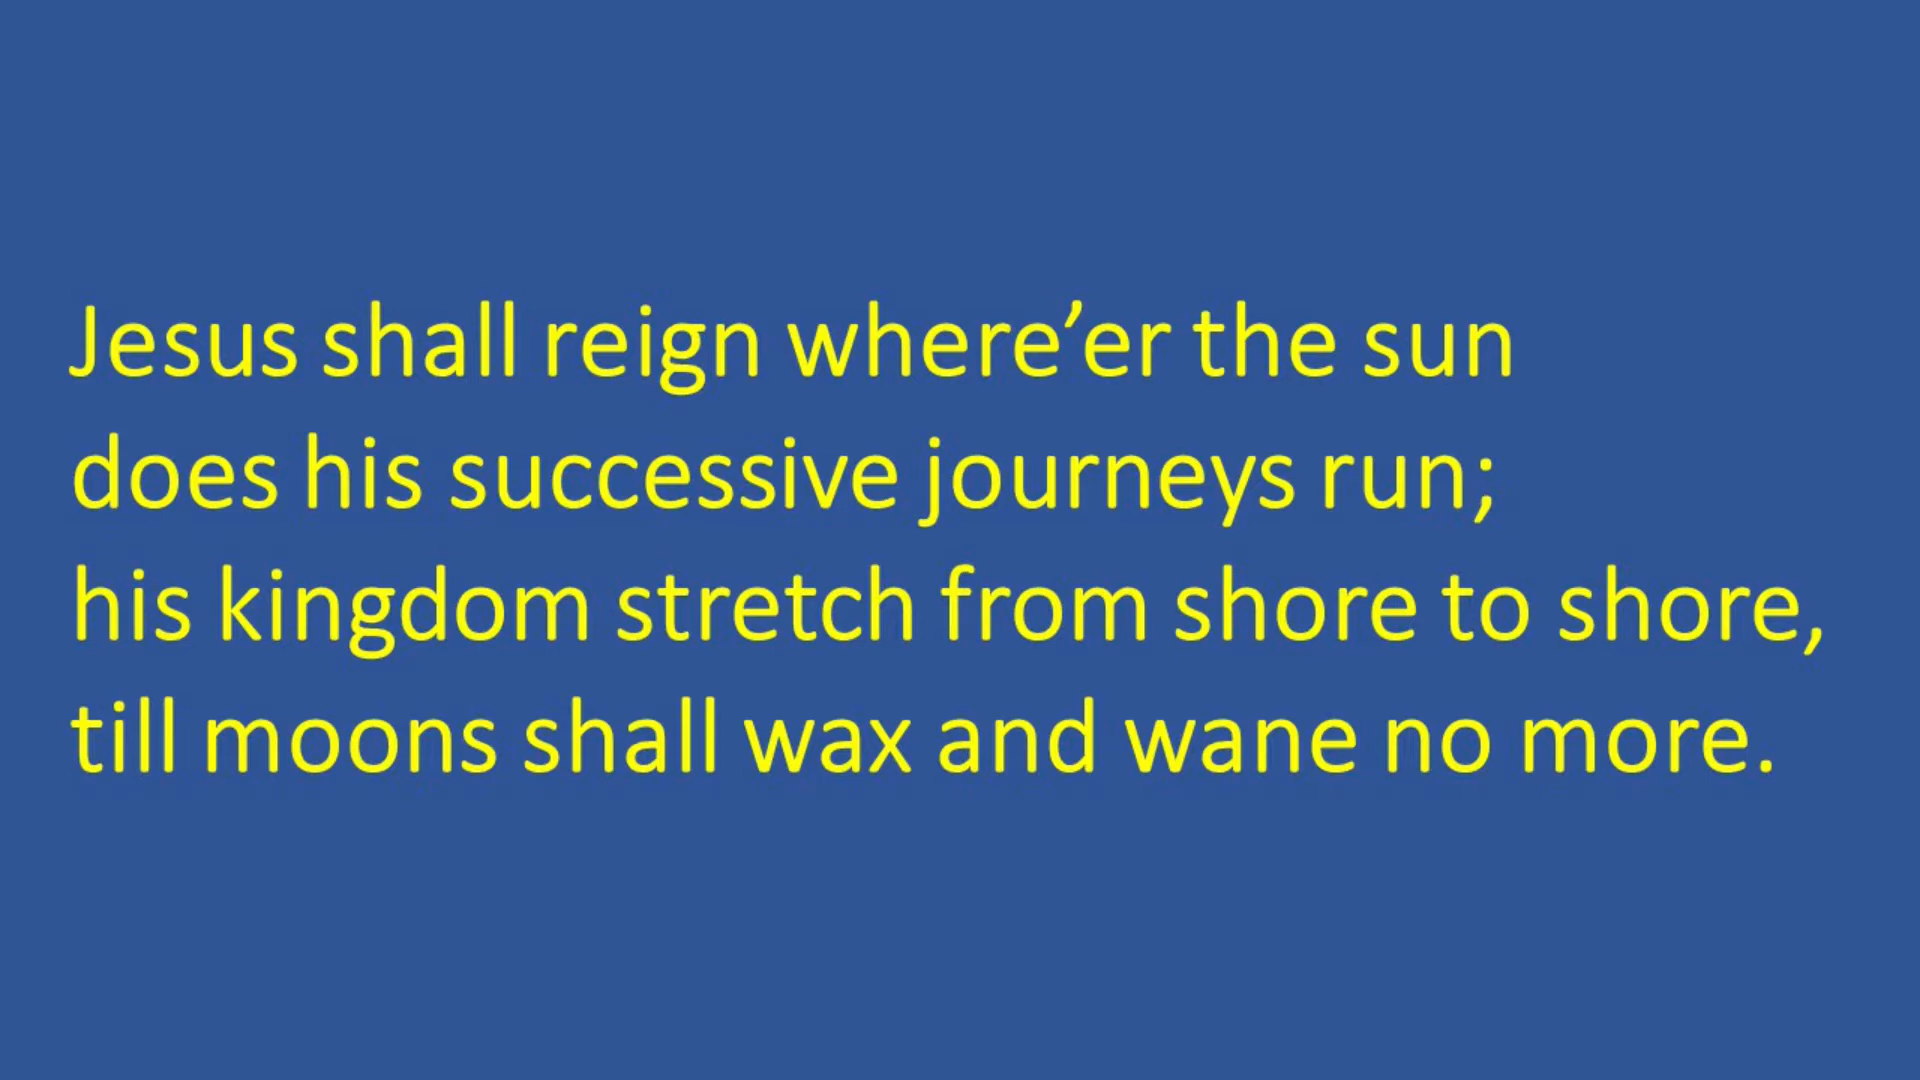 Jesus shall reign where’er the sun
does his successive journeys run;
his kingdom stretch from shore to shore,
till moons shall wax and wane no more.